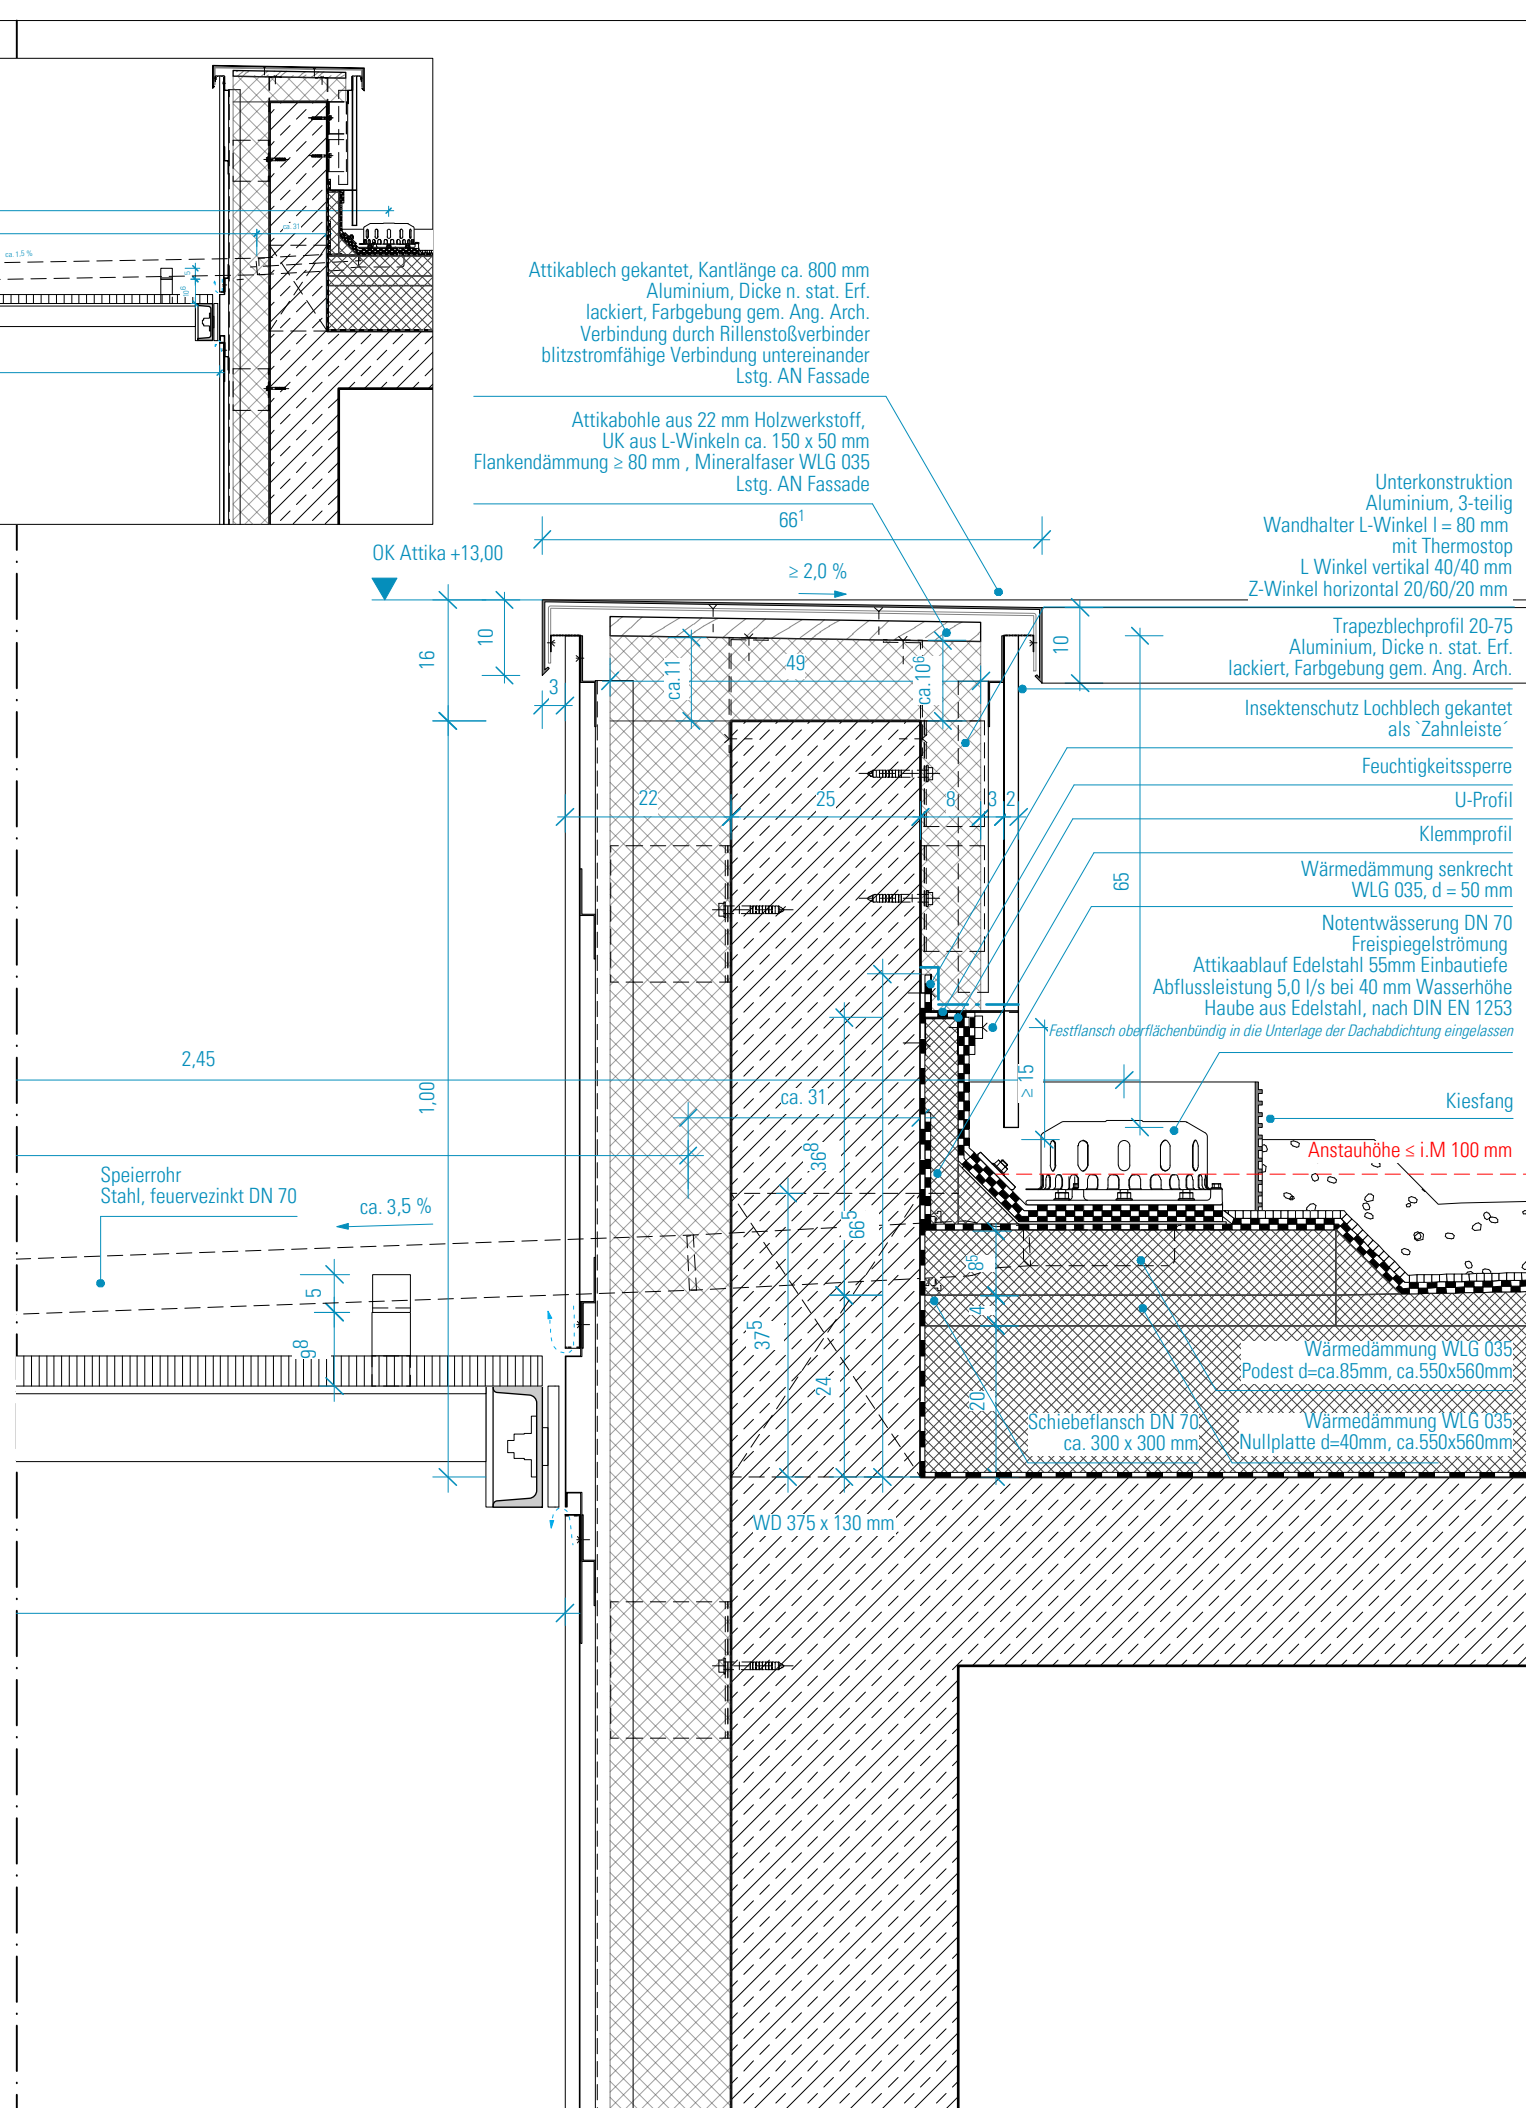 ca. 31
ca. 1,5 %
5
9⁸
Attikablech gekantet, Kantlänge ca. 800 mm
Aluminium, Dicke n. stat. Erf.
lackiert, Farbgebung gem. Ang. Arch.
Verbindung durch Rillenstoßverbinder
blitzstromfähige Verbindung untereinander
Lstg. AN Fassade
Attikabohle aus 22 mm Holzwerkstoff,
UK aus L-Winkeln ca. 150 x 50 mm
Flankendämmung ≥ 80 mm , Mineralfaser WLG 035
Lstg. AN Fassade
66¹
OK Attika +13,00
≥ 2,0 %
Unterkonstruktion
Aluminium, 3-teilig
Wandhalter L-Winkel l = 80 mm
mit Thermostop
L Winkel vertikal 40/40 mm
Z-Winkel horizontal 20/60/20 mm
Trapezblechprofil 20-75
Aluminium, Dicke n. stat. Erf.
lackiert, Farbgebung gem. Ang. Arch.
Insektenschutz Lochblech gekantet
als `Zahnleiste´
Feuchtigkeitssperre
U-Profil
Klemmprofil
Wärmedämmung senkrecht
WLG 035, d = 50 mm
Notentwässerung DN 70
Freispiegelströmung
Attikaablauf Edelstahl 55mm Einbautiefe
Abflussleistung 5,0 l/s bei 40 mm Wasserhöhe
Haube aus Edelstahl, nach DIN EN 1253
Festflansch oberflächenbündig in die Unterlage der Dachabdichtung eingelassen
Kiesfang
Anstauhöhe ≤ i.M 100 mm
16
10
3
ca.11
49
ca.10⁶
10
22
25
8
3
2
65
2,45
1,00
ca. 31
≥ 15
36⁸
66⁵
Speierrohr
Stahl, feuervezinkt DN 70
ca. 3,5 %
5
9⁸
37⁵
24
8⁵
4
20
Wärmedämmung WLG 035
Podest d=ca.85mm, ca.550x560mm
Schiebeflansch DN 70
ca. 300 x 300 mm
Wärmedämmung WLG 035
Nullplatte d=40mm, ca.550x560mm
WD 375 x 130 mm